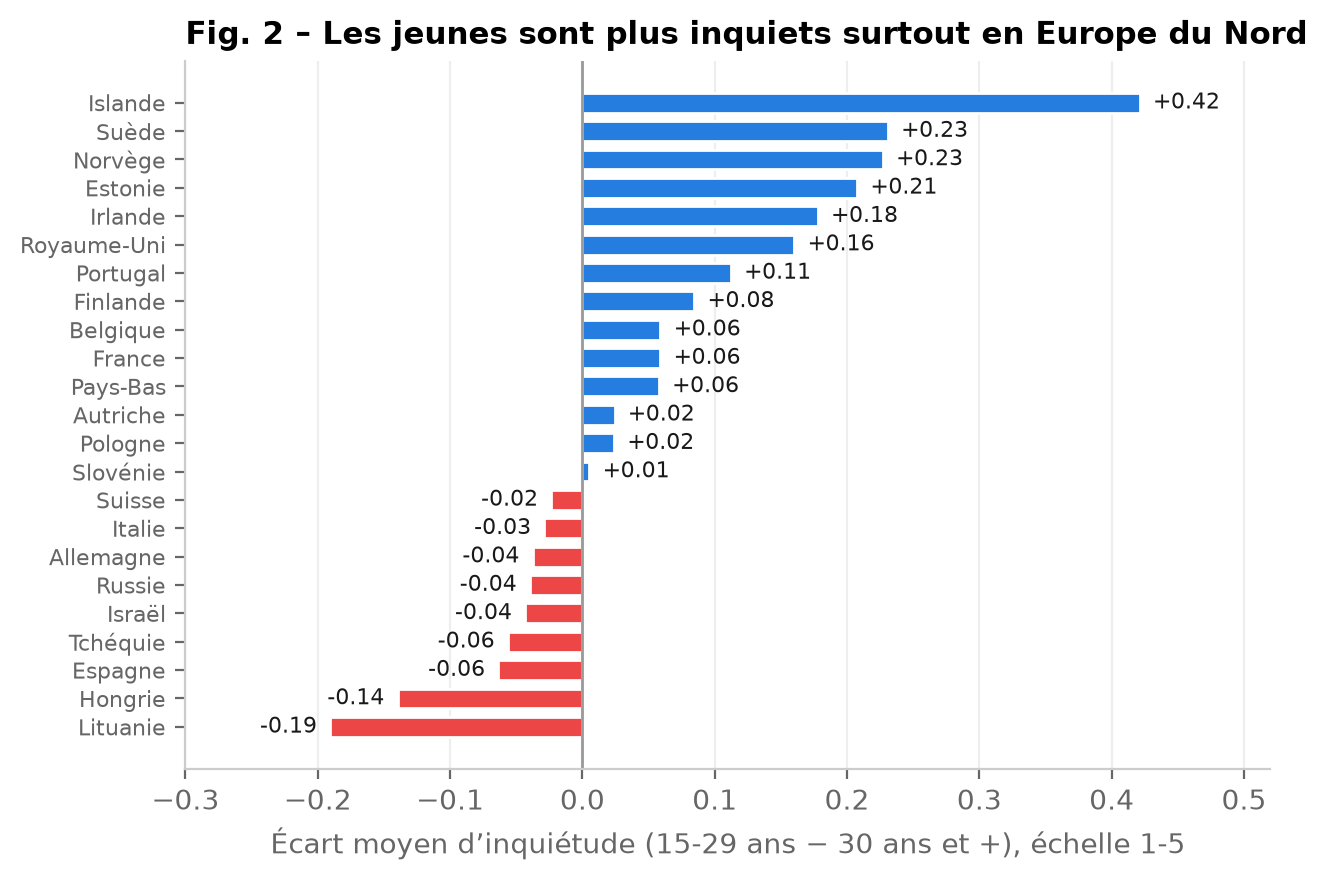 Fig. 2 – Les jeunes sont plus inquiets surtout en Europe du Nord
Islande +0.42
Suède +0.23
Norvège +0.23
Estonie +0.21
Irlande +0.18
Royaume-Uni +0.16
Portugal +0.11
Finlande +0.08
Belgique +0.06
France +0.06
Pays-Bas +0.06
Autriche +0.02
Pologne +0.02
Slovénie +0.01
Suisse -0.02
Italie -0.03
Allemagne -0.04
Russie -0.04
Israël -0.04
Tchéquie -0.06
Espagne -0.06
Hongrie -0.14
Lituanie -0.19
−0.3 −0.2 −0.1 0.0 0.1 0.2 0.3 0.4 0.5
Écart moyen d’inquiétude (15-29 ans − 30 ans et +), échelle 1-5